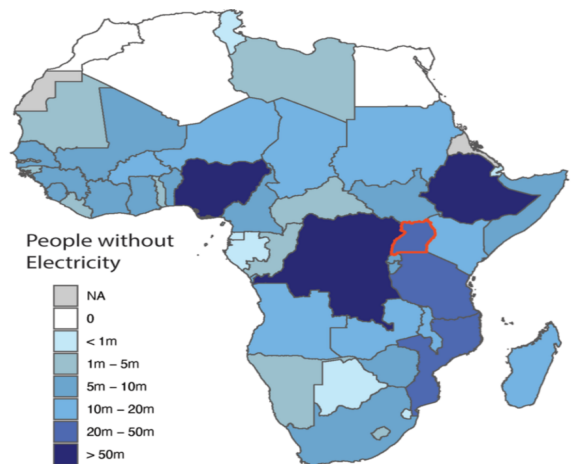 People without
Electricity
NA
0
< 1m
1m – 5m
5m – 10m
10m – 20m
20m – 50m
> 50m